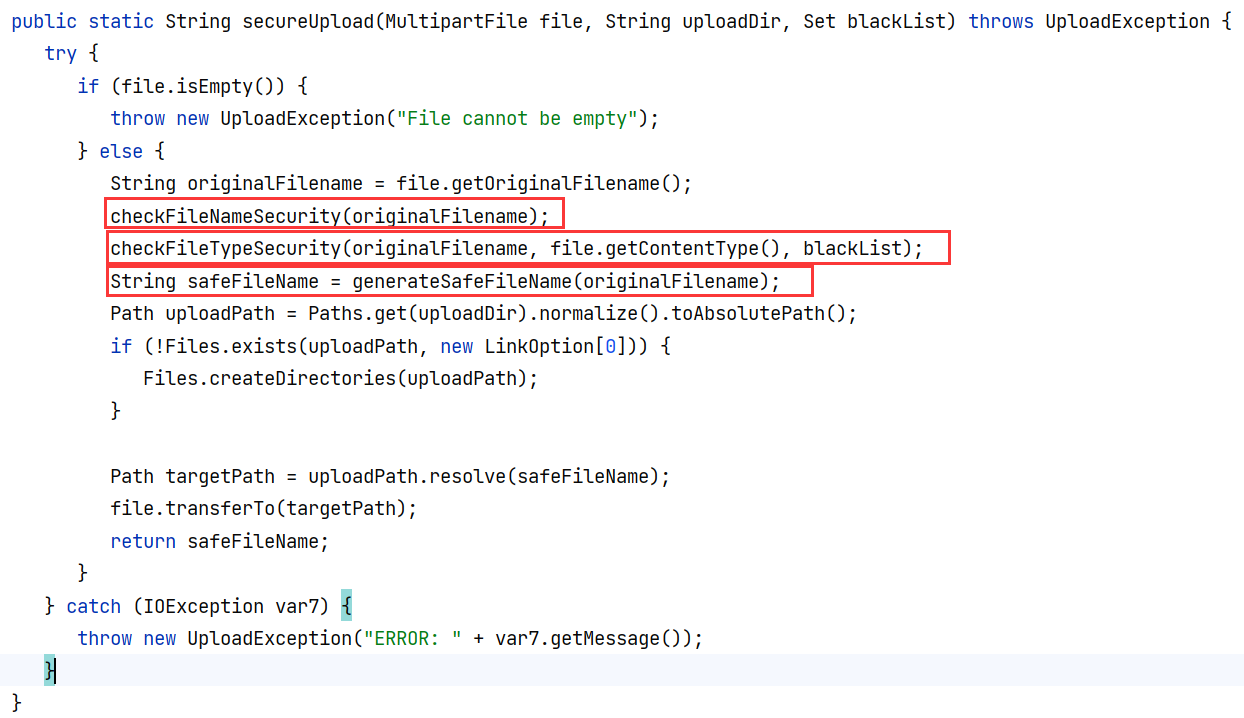 public static String secureUpload(MultipartFile file, String uploadDir, Set blackList) throws UploadException {
   try {
      if (file.isEmpty()) {
         throw new UploadException("File cannot be empty");
      } else {
         String originalFilename = file.getOriginalFilename();
         checkFileNameSecurity(originalFilename);
         checkFileTypeSecurity(originalFilename, file.getContentType(), blackList);
         String safeFileName = generateSafeFileName(originalFilename);
         Path uploadPath = Paths.get(uploadDir).normalize().toAbsolutePath();
         if (!Files.exists(uploadPath, new LinkOption[0])) {
            Files.createDirectories(uploadPath);
         }

         Path targetPath = uploadPath.resolve(safeFileName);
         file.transferTo(targetPath);
         return safeFileName;
      }
   } catch (IOException var7) {
      throw new UploadException("ERROR: " + var7.getMessage());
   }
}